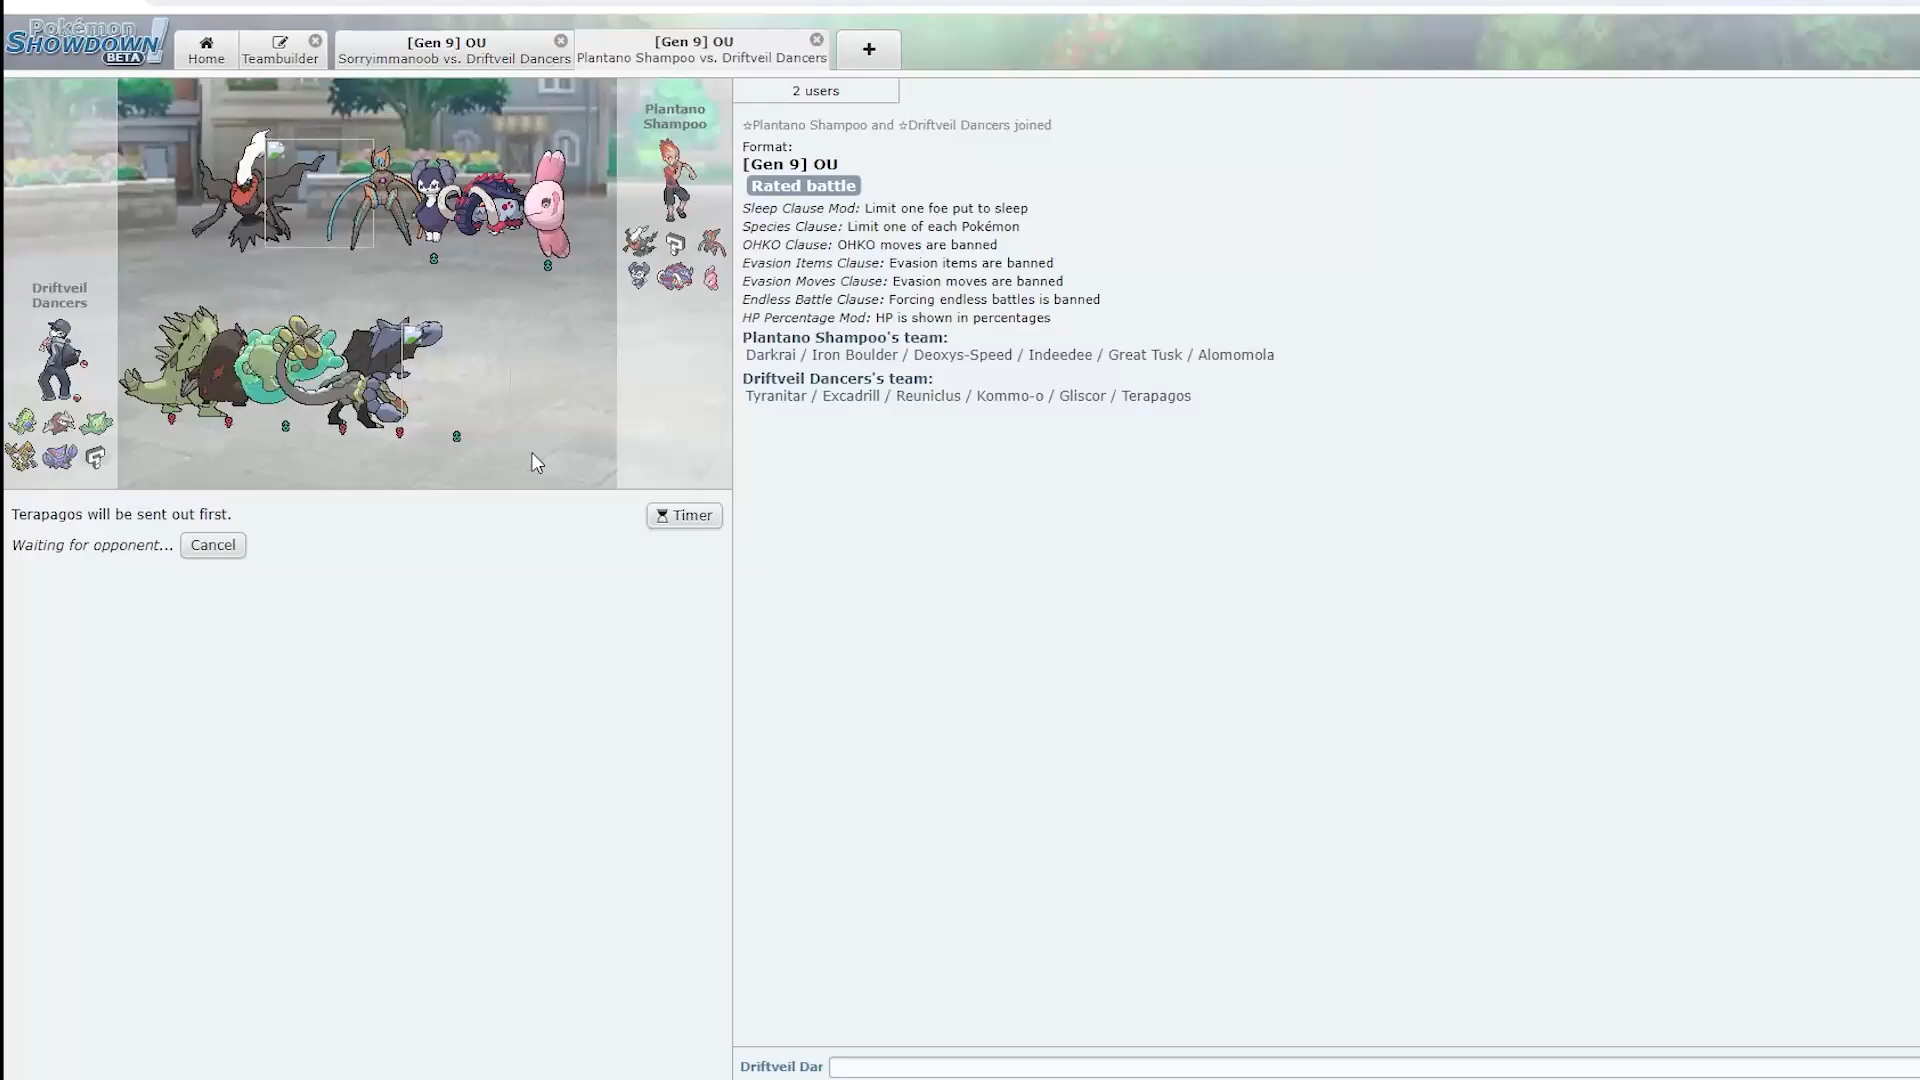 Pokémon
SHOWDOWN!
BETA
Home
Teambuilder
[Gen 9] OU
Sorryimmanoob vs. Driftveil Dancers
[Gen 9] OU
Plantano Shampoo vs. Driftveil Dancers
+
Plantano
Shampoo
Driftveil
Dancers
Terapagos will be sent out first.
Timer
Waiting for opponent...
Cancel
2 users
☆Plantano Shampoo and ☆Driftveil Dancers joined
Format:
[Gen 9] OU
Rated battle
Sleep Clause Mod: Limit one foe put to sleep
Species Clause: Limit one of each Pokémon
OHKO Clause: OHKO moves are banned
Evasion Items Clause: Evasion items are banned
Evasion Moves Clause: Evasion moves are banned
Endless Battle Clause: Forcing endless battles is banned
HP Percentage Mod: HP is shown in percentages
Plantano Shampoo's team:
Darkrai / Iron Boulder / Deoxys-Speed / Indeedee / Great Tusk / Alomomola
Driftveil Dancers's team:
Tyranitar / Excadrill / Reuniclus / Kommo-o / Gliscor / Terapagos
Driftveil Dar